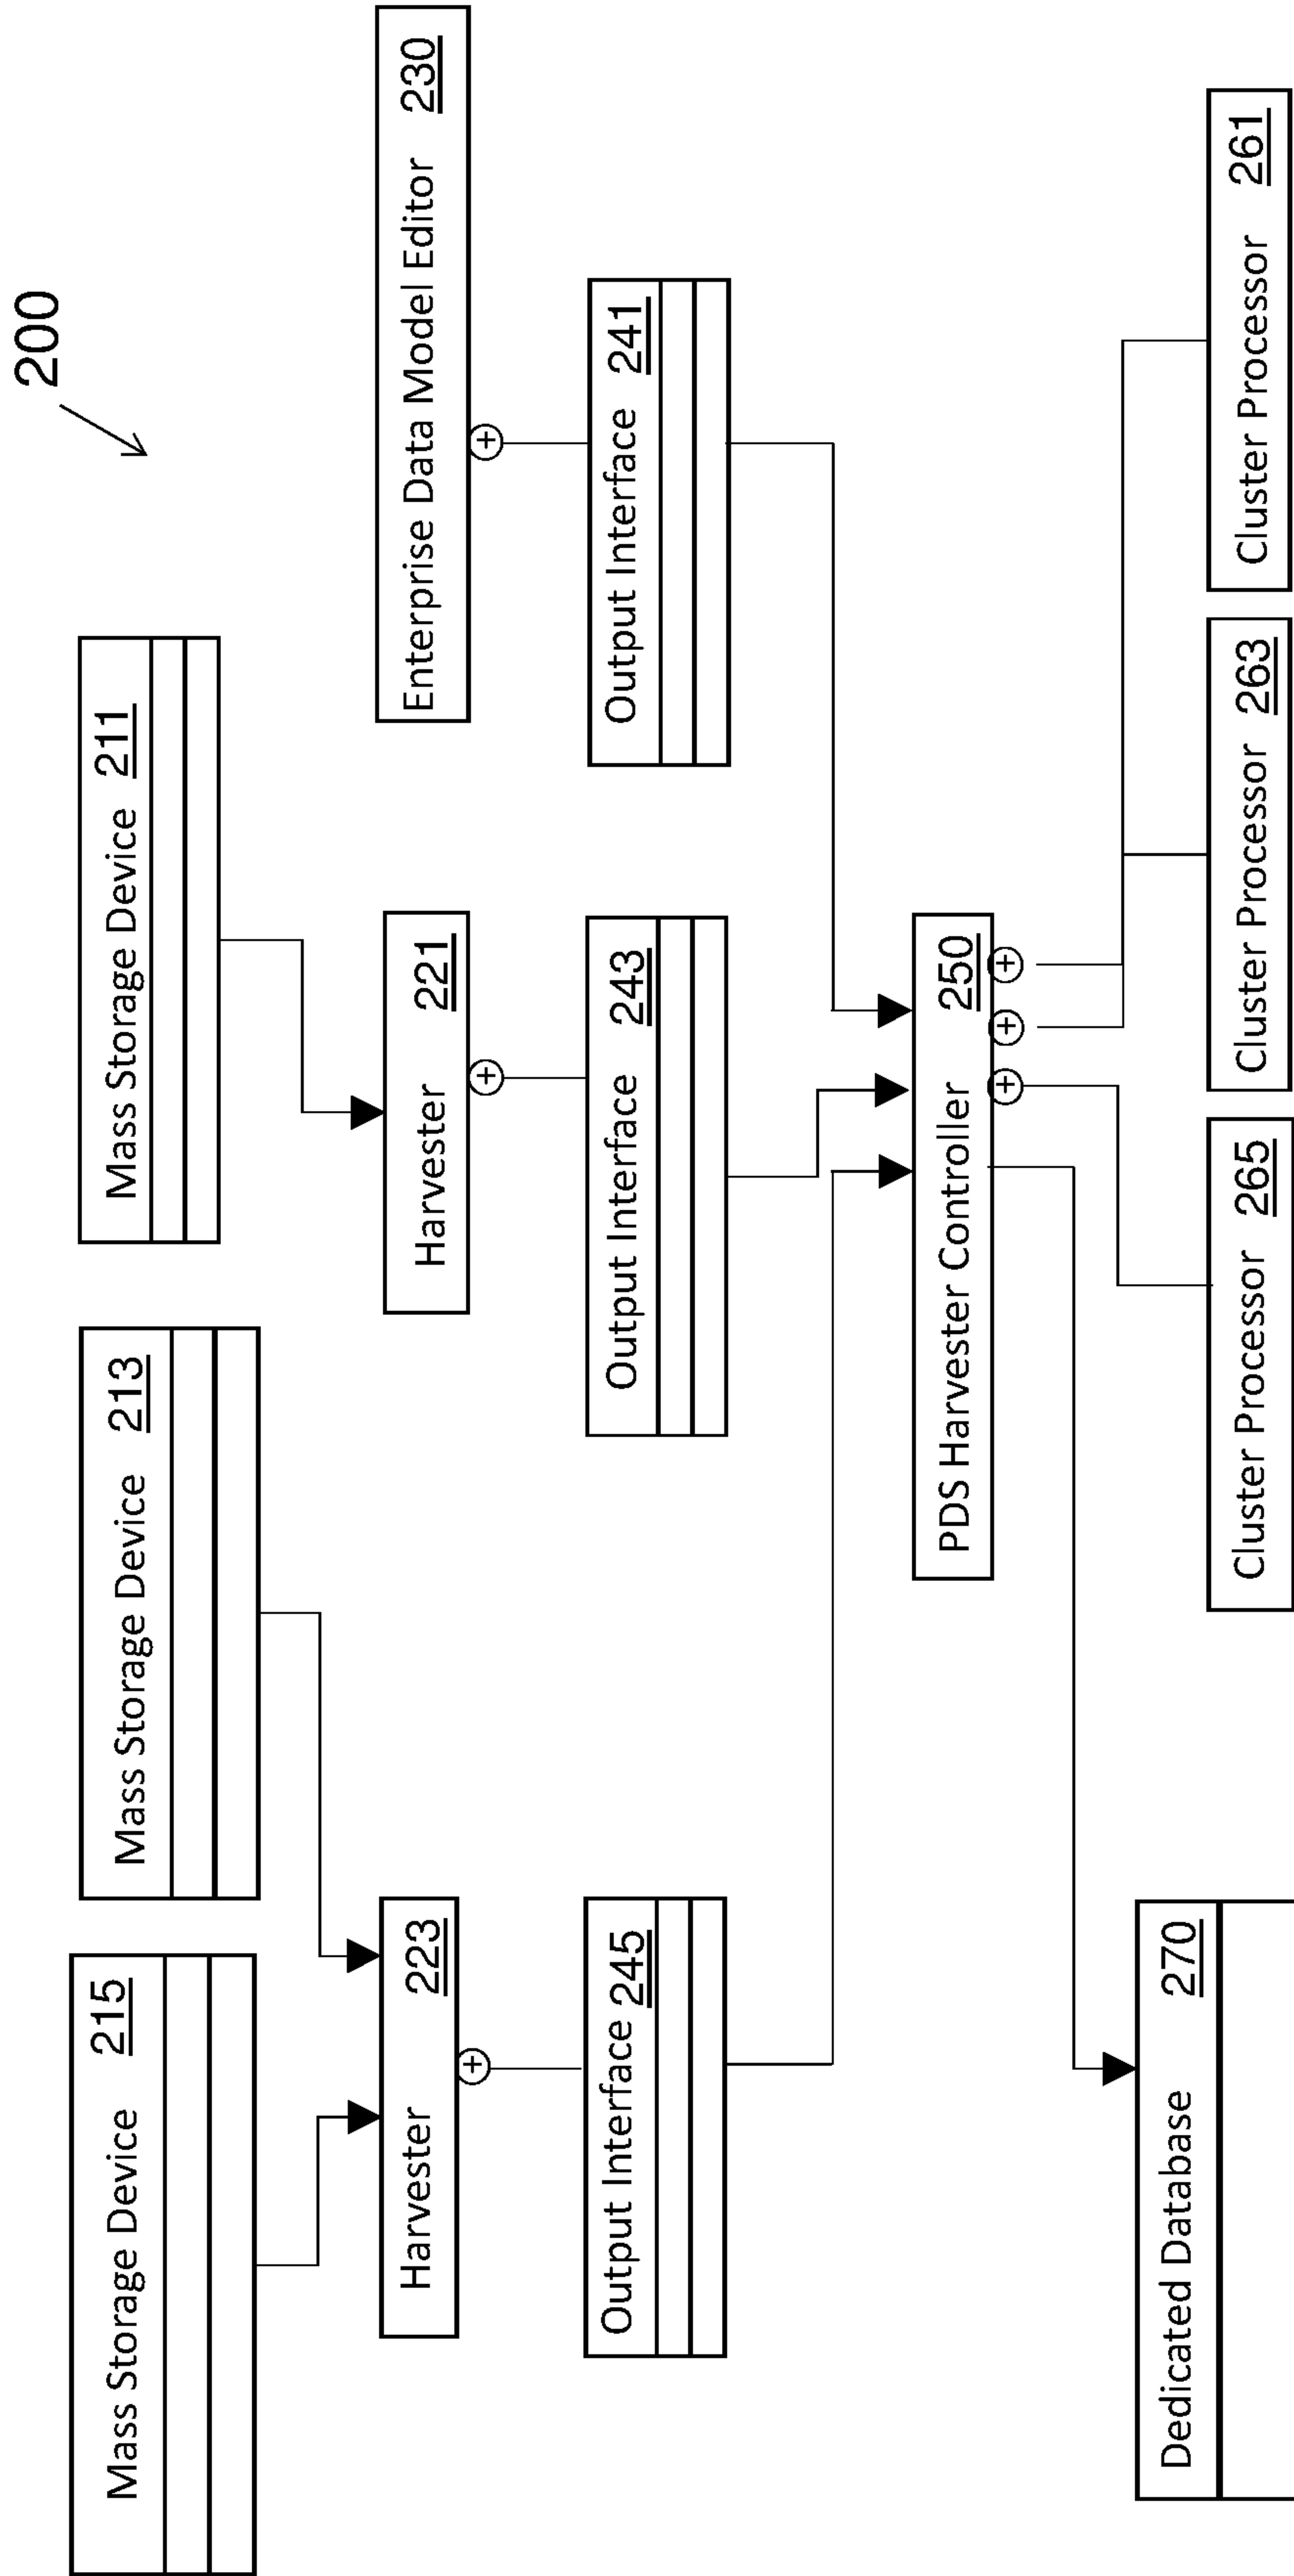 200
Mass Storage Device 215
Mass Storage Device 213
Mass Storage Device 211
Harvester 223
Harvester 221
Enterprise Data Model Editor 230
Output Interface 245
Output Interface 243
Output Interface 241
PDS Harvester Controller 250
Dedicated Database 270
Cluster Processor 265
Cluster Processor 263
Cluster Processor 261